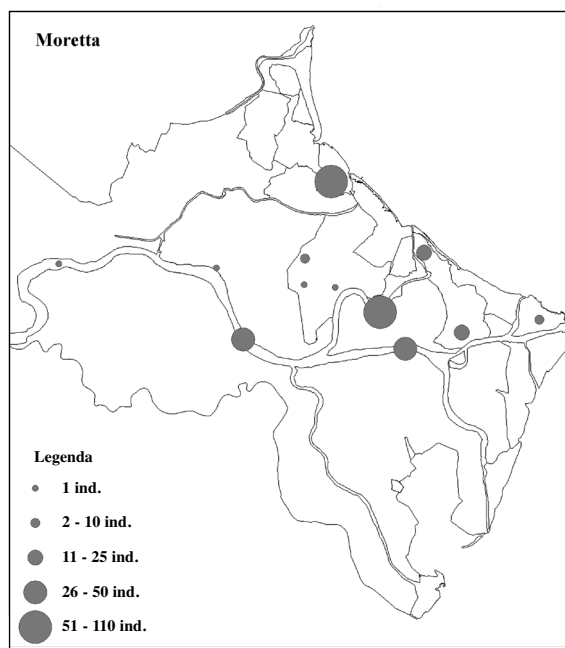 Moretta
Legenda
1 ind.
2 - 10 ind.
11 - 25 ind.
26 - 50 ind.
51 - 110 ind.